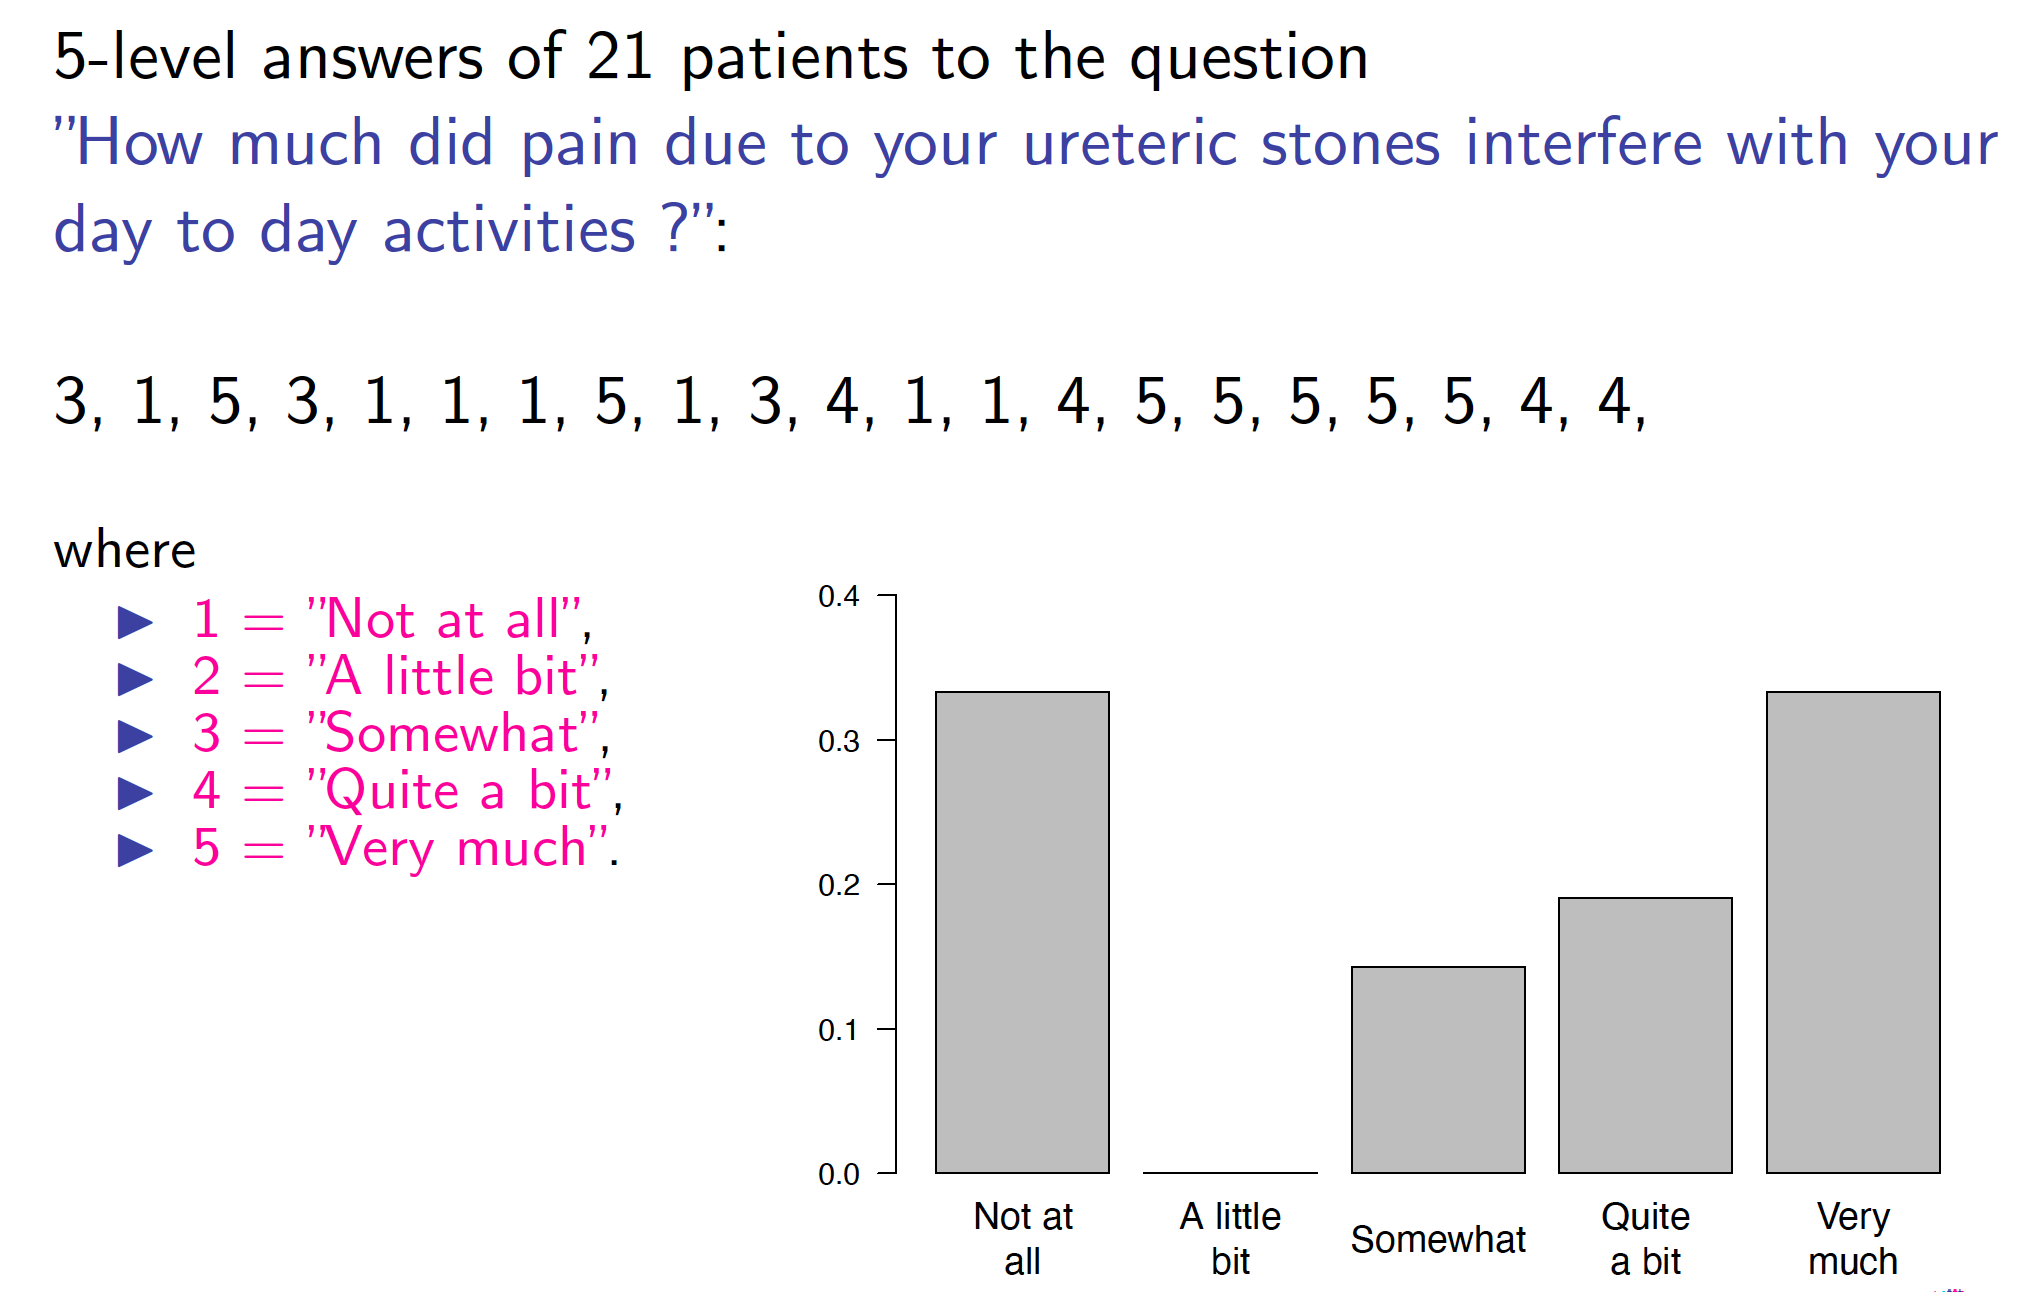 5-level answers of 21 patients to the question
”How much did pain due to your ureteric stones interfere with your
day to day activities ?”:
3, 1, 5, 3, 1, 1, 1, 5, 1, 3, 4, 1, 1, 4, 5, 5, 5, 5, 5, 4, 4,
where
▶ 1 = ”Not at all”,
▶ 2 = ”A little bit”,
▶ 3 = ”Somewhat”,
▶ 4 = ”Quite a bit”,
▶ 5 = ”Very much”.
0.4
0.3
0.2
0.1
0.0
Not at
all
A little
bit
Somewhat
Quite
a bit
Very
much